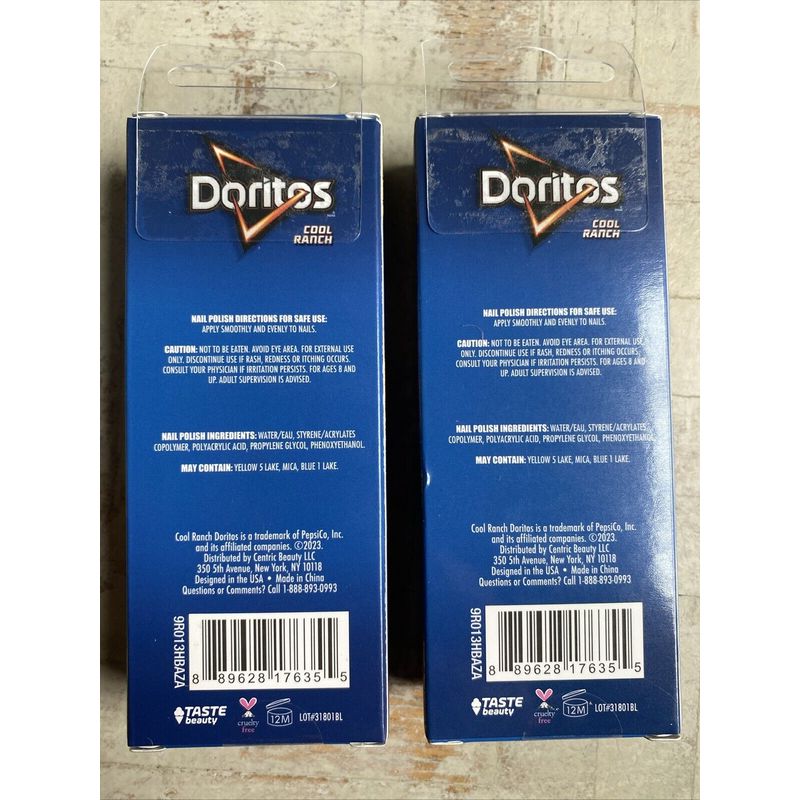 Doritos
COOL
RANCH
NAIL POLISH DIRECTIONS FOR SAFE USE:
APPLY SMOOTHLY AND EVENLY TO NAILS.
CAUTION: NOT TO BE EATEN. AVOID EYE AREA. FOR EXTERNAL USE
ONLY. DISCONTINUE USE IF RASH, REDNESS OR ITCHING OCCURS.
CONSULT YOUR PHYSICIAN IF IRRITATION PERSISTS. FOR AGES 8 AND
UP. ADULT SUPERVISION IS ADVISED.
NAIL POLISH INGREDIENTS: WATER/EAU, STYRENE/ACRYLATES
COPOLYMER, POLYACRYLIC ACID, PROPYLENE GLYCOL, PHENOXYETHANOL.
MAY CONTAIN: YELLOW 5 LAKE, MICA, BLUE 1 LAKE.
Cool Ranch Doritos is a trademark of PepsiCo, Inc.
and its affiliated companies. ©2023.
Distributed by Centric Beauty LLC
350 5th Avenue, New York, NY 10118
Designed in the USA • Made in China
Questions or Comments? Call 1-888-893-0993
9R013HBAZA
8 89628 17635 5
TASTE
beauty
cruelty
free
12M
LOT#31801BL
Doritos
COOL
RANCH
NAIL POLISH DIRECTIONS FOR SAFE USE:
APPLY SMOOTHLY AND EVENLY TO NAILS.
CAUTION: NOT TO BE EATEN. AVOID EYE AREA. FOR EXTERNAL USE
ONLY. DISCONTINUE USE IF RASH, REDNESS OR ITCHING OCCURS.
CONSULT YOUR PHYSICIAN IF IRRITATION PERSISTS. FOR AGES 8 AND
UP. ADULT SUPERVISION IS ADVISED.
NAIL POLISH INGREDIENTS: WATER/EAU, STYRENE/ACRYLATES
COPOLYMER, POLYACRYLIC ACID, PROPYLENE GLYCOL, PHENOXYETHANOL.
MAY CONTAIN: YELLOW 5 LAKE, MICA, BLUE 1 LAKE.
Cool Ranch Doritos is a trademark of PepsiCo, Inc.
and its affiliated companies. ©2023.
Distributed by Centric Beauty LLC
350 5th Avenue, New York, NY 10118
Designed in the USA • Made in China
Questions or Comments? Call 1-888-893-0993
9R013HBAZA
8 89628 17635 5
TASTE
beauty
cruelty
free
12M
LOT#31801BL